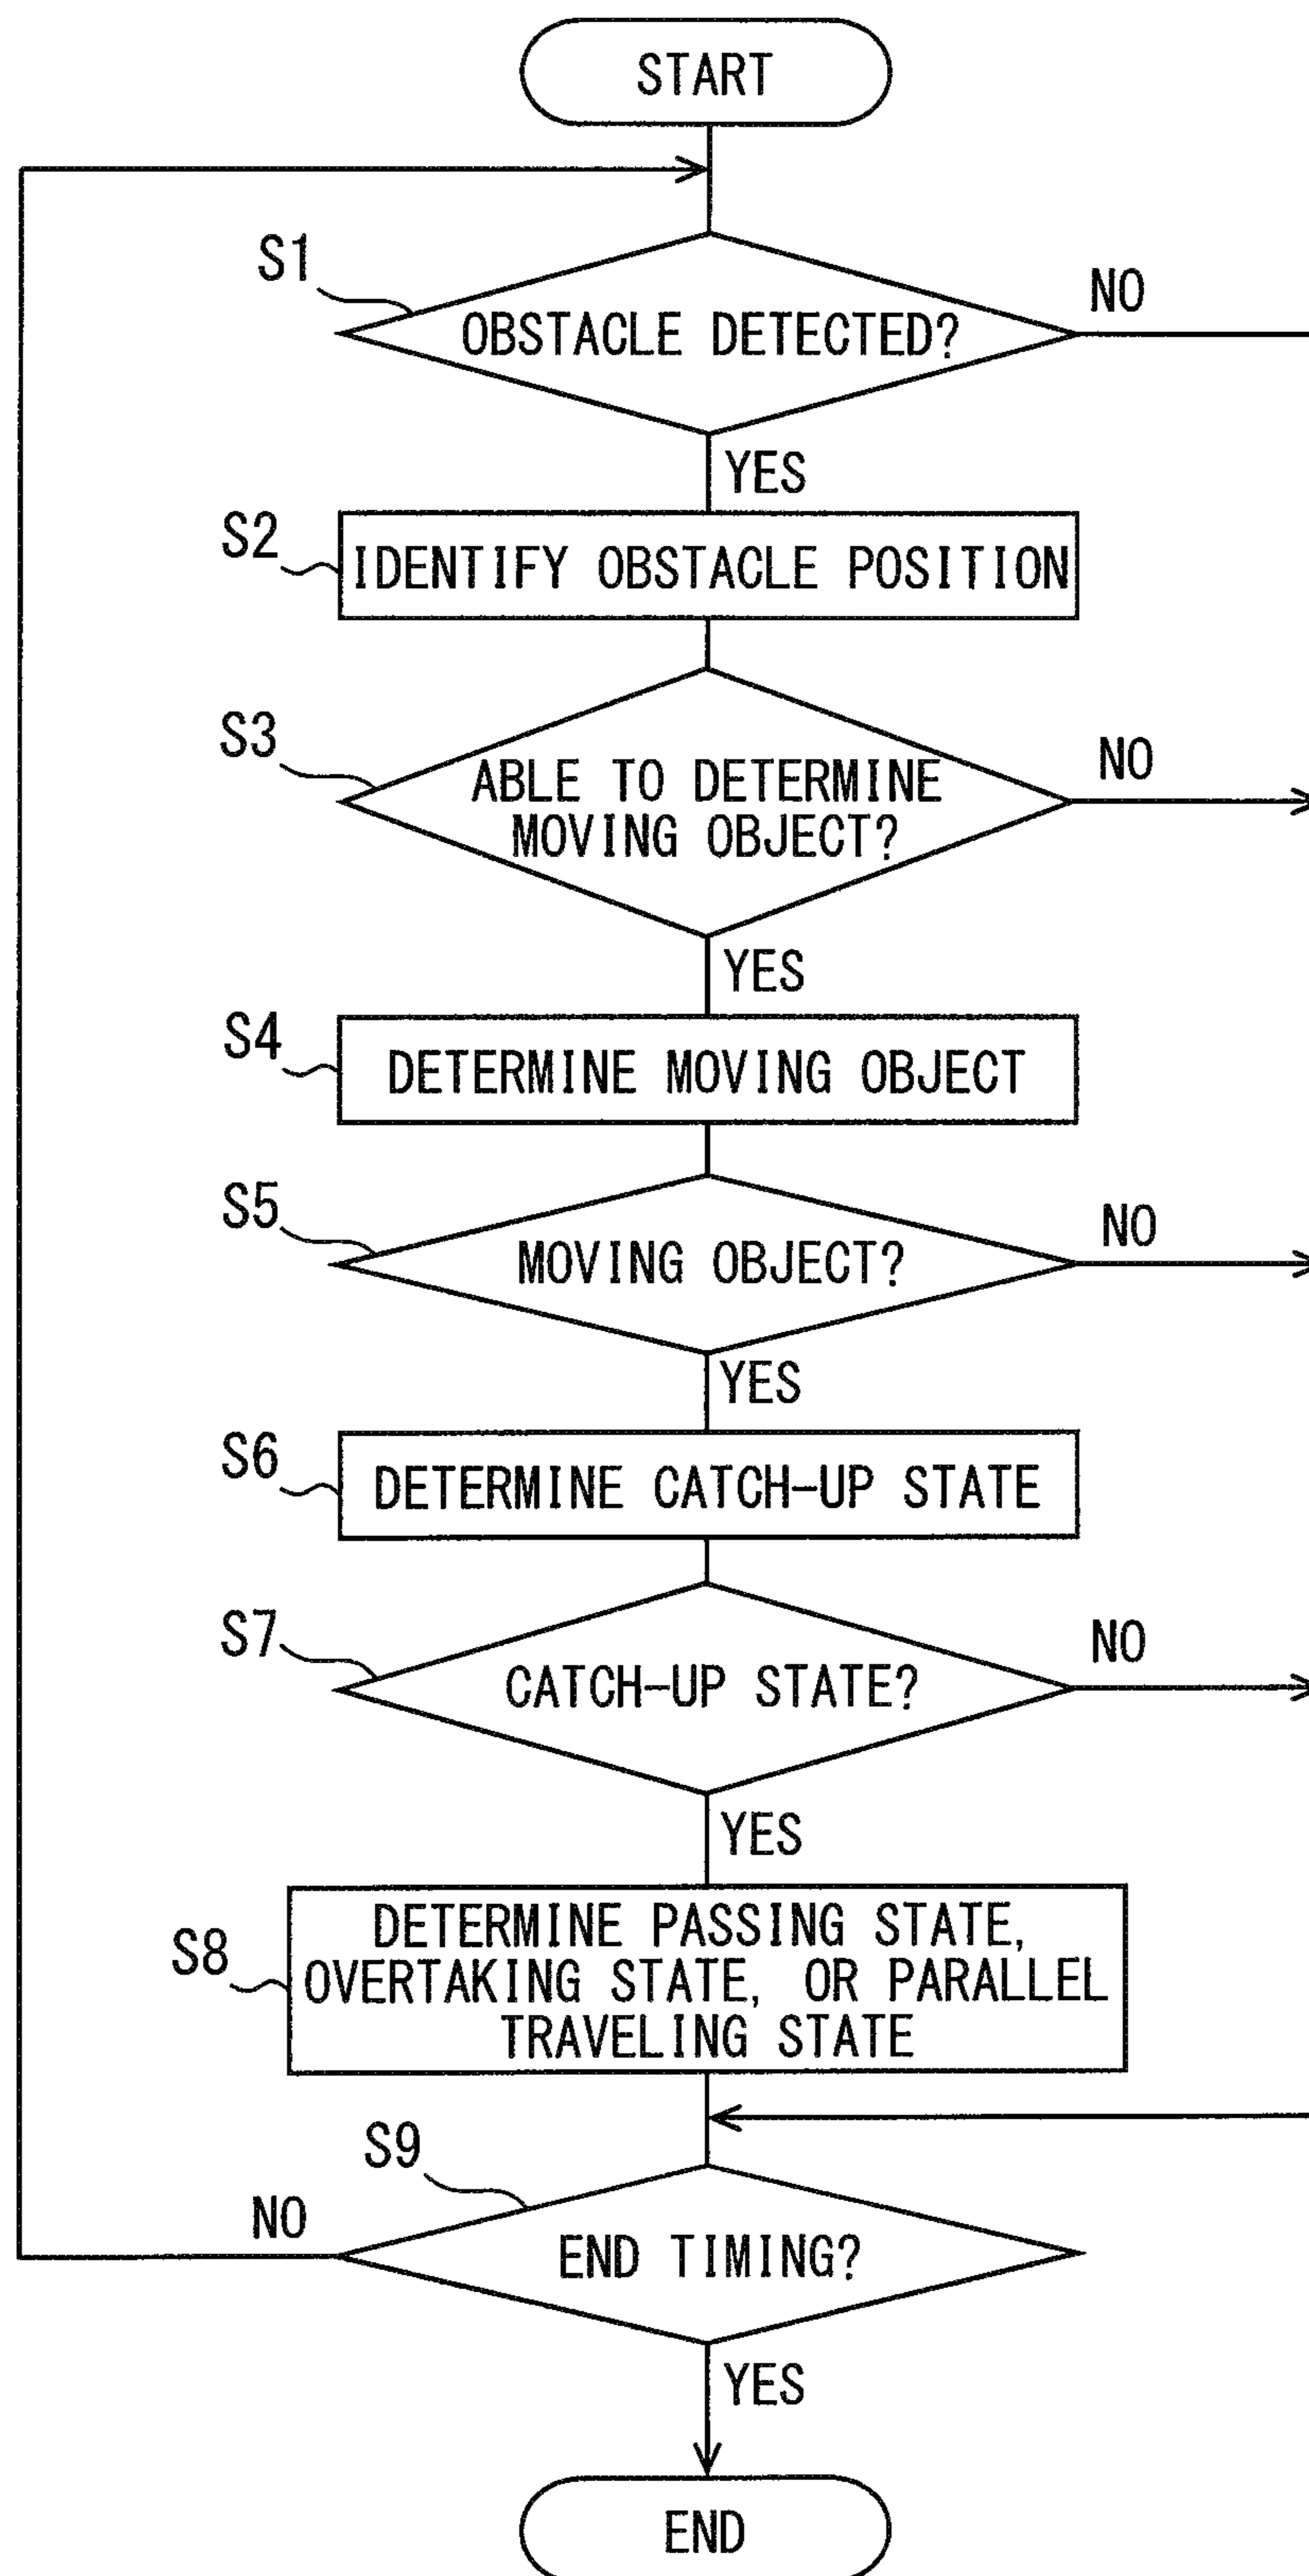 START
S1
OBSTACLE DETECTED?
NO
YES
S2
IDENTIFY OBSTACLE POSITION
S3
ABLE TO DETERMINE
MOVING OBJECT?
NO
YES
S4
DETERMINE MOVING OBJECT
S5
MOVING OBJECT?
NO
YES
S6
DETERMINE CATCH-UP STATE
S7
CATCH-UP STATE?
NO
YES
S8
DETERMINE PASSING STATE,
OVERTAKING STATE, OR PARALLEL
TRAVELING STATE
S9
NO
END TIMING?
YES
END